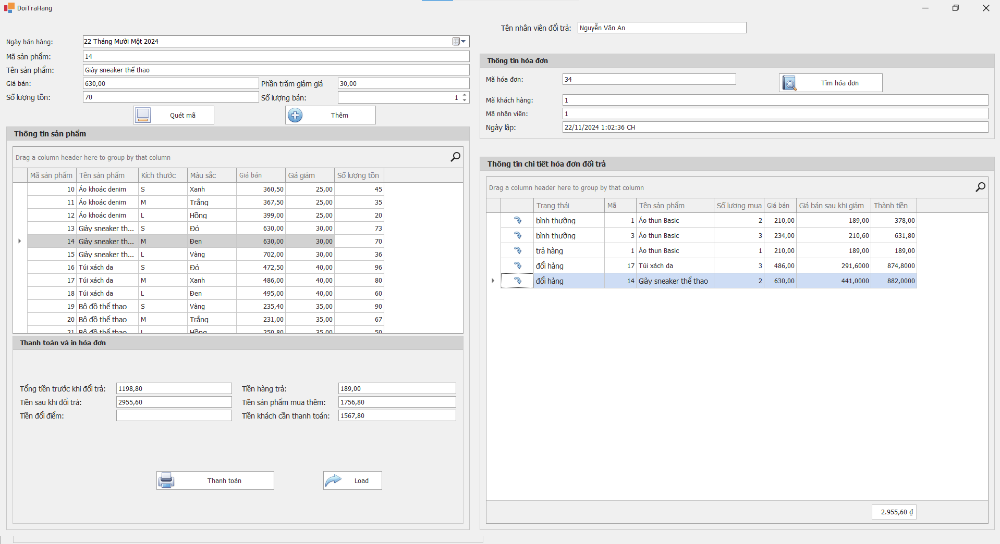 DoiTraHang
Ngày bán hàng: 22 Tháng Mười Một 2024
Mã sản phẩm: 14
Tên sản phẩm: Giày sneaker thể thao
Giá bán: 630,00 Phần trăm giảm giá 30,00
Số lượng tồn: 70 Số lượng bán: 1
Quét mã Thêm
Thông tin sản phẩm
Drag a column header here to group by that column
Mã sản phẩm Tên sản phẩm Kích thước Màu sắc Giá bán Giá giảm Số lượng tồn
10 Áo khoác denim S Xanh 360,50 25,00 45
11 Áo khoác denim M Trắng 367,50 25,00 35
12 Áo khoác denim L Hồng 399,00 25,00 20
13 Giày sneaker th... S Đỏ 630,00 30,00 73
14 Giày sneaker th... M Đen 630,00 30,00 70
15 Giày sneaker th... L Vàng 702,00 30,00 36
16 Túi xách da S Đỏ 472,50 40,00 96
17 Túi xách da M Xanh 486,00 40,00 80
18 Túi xách da L Đen 495,00 40,00 60
19 Bộ đồ thể thao S Vàng 235,40 35,00 90
20 Bộ đồ thể thao M Trắng 231,00 35,00 67
21 Bộ đồ thể thao L Hồng 250,80 35,00 50
Thanh toán và in hóa đơn
Tổng tiền trước khi đổi trả: 1198,80 Tiền hàng trả: 189,00
Tiền sau khi đổi trả: 2955,60 Tiền sản phẩm mua thêm: 1756,80
Tiền đổi điểm: Tiền khách cần thanh toán: 1567,80
Thanh toán Load
Tên nhân viên đổi trả: Nguyễn Văn An
Thông tin hóa đơn
Mã hóa đơn: 34 Tìm hóa đơn
Mã khách hàng: 1
Mã nhân viên: 1
Ngày lập: 22/11/2024 1:02:36 CH
Thông tin chi tiết hóa đơn đổi trả
Drag a column header here to group by that column
Trạng thái Mã Tên sản phẩm Số lượng mua Giá bán Giá bán sau khi giảm Thành tiền
bình thường 1 Áo thun Basic 2 210,00 189,00 378,00
bình thường 3 Áo thun Basic 3 234,00 210,60 631,80
trả hàng 1 Áo thun Basic 1 210,00 189,00 189,00
đổi hàng 17 Túi xách da 3 486,00 291,6000 874,8000
đổi hàng 14 Giày sneaker thể thao 2 630,00 441,0000 882,0000
2.955,60 ₫